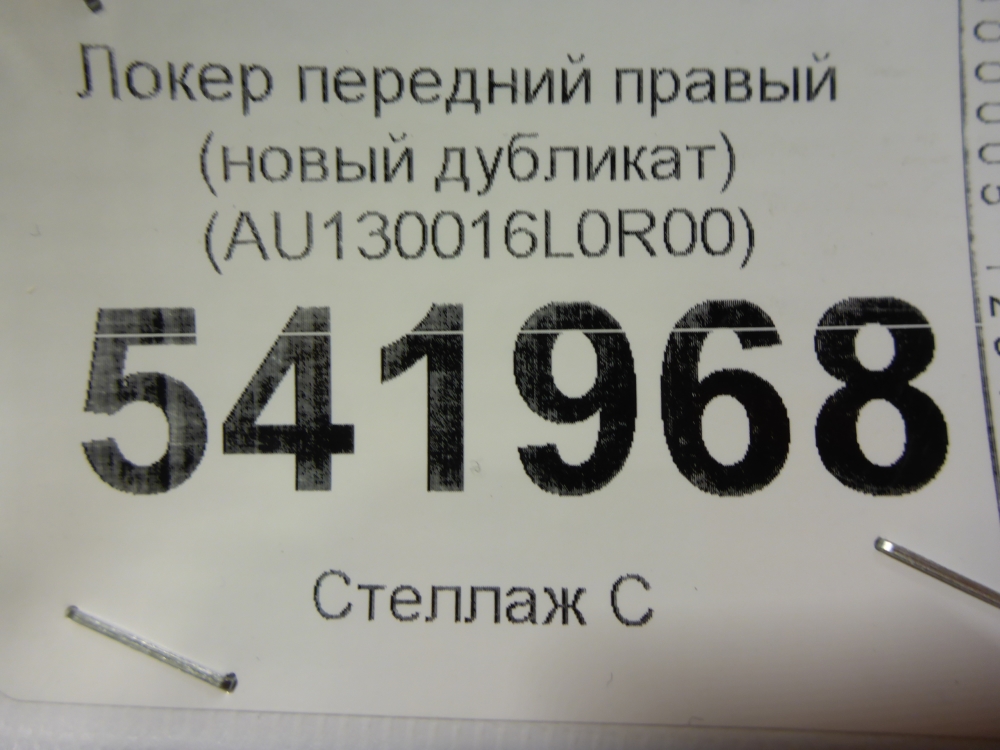 Локер передний правый
(новый дубликат)
(AU130016L0R00)
541968
Стеллаж С